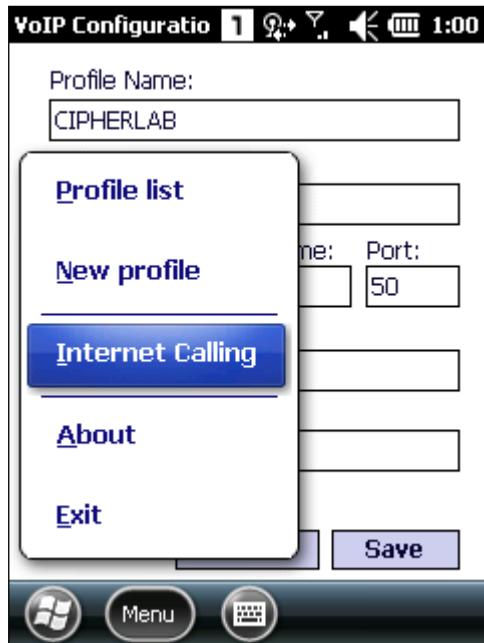 VoIP Configuratio 1 1:00
Profile Name:
CIPHERLAB
Profile list
me: Port:
New profile
50
Internet Calling
About
Exit
Save
Menu